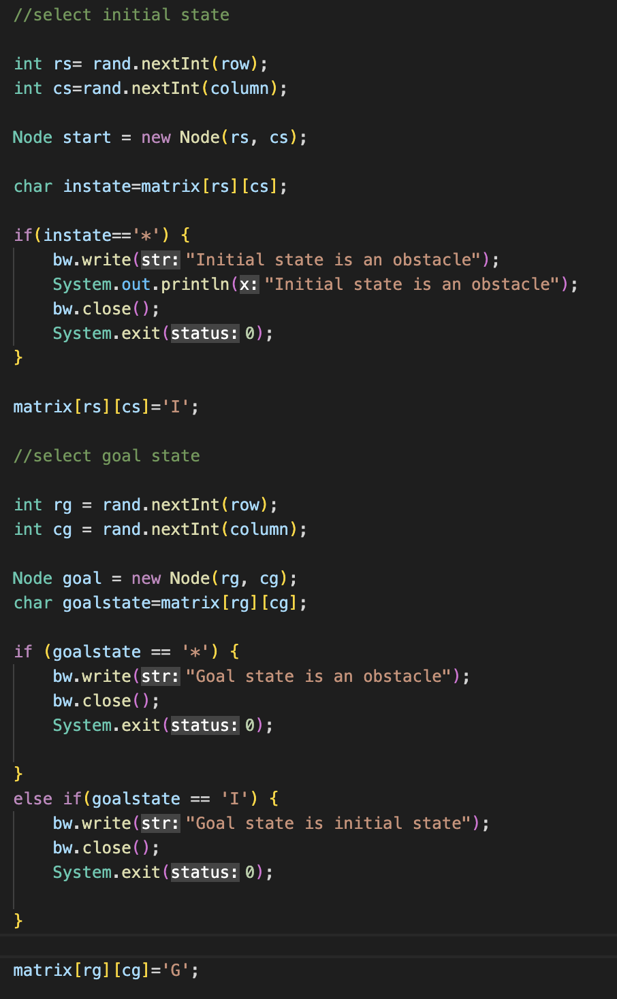 //select initial state
int rs= rand.nextInt(row);
int cs=rand.nextInt(column);
Node start = new Node(rs, cs);
char instate=matrix[rs][cs];
if(instate=='*') {
    bw.write(str: "Initial state is an obstacle");
    System.out.println(x: "Initial state is an obstacle");
    bw.close();
    System.exit(status: 0);
}
matrix[rs][cs]='I';
//select goal state
int rg = rand.nextInt(row);
int cg = rand.nextInt(column);
Node goal = new Node(rg, cg);
char goalstate=matrix[rg][cg];
if (goalstate == '*') {
    bw.write(str: "Goal state is an obstacle");
    bw.close();
    System.exit(status: 0);
}
else if(goalstate == 'I') {
    bw.write(str: "Goal state is initial state");
    bw.close();
    System.exit(status: 0);
}
matrix[rg][cg]='G';